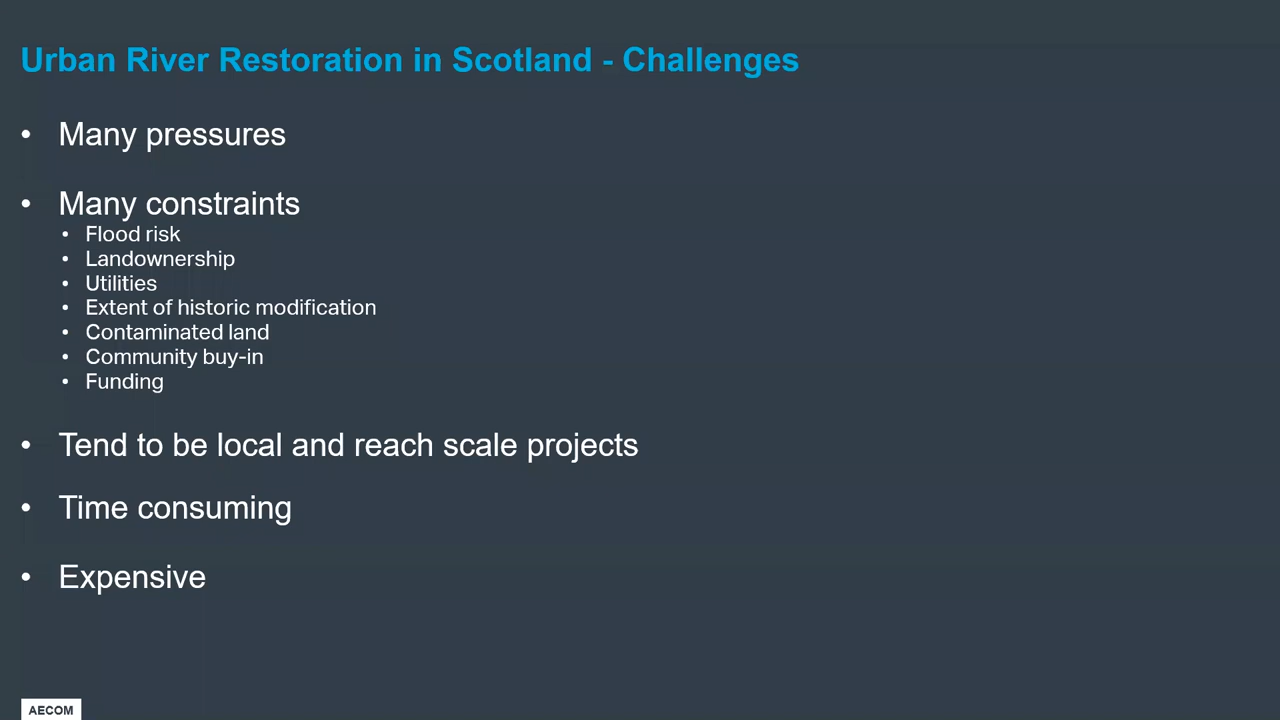 Urban River Restoration in Scotland - Challenges
• Many pressures
• Many constraints
• Flood risk
• Landownership
• Utilities
• Extent of historic modification
• Contaminated land
• Community buy-in
• Funding
• Tend to be local and reach scale projects
• Time consuming
• Expensive
AECOM